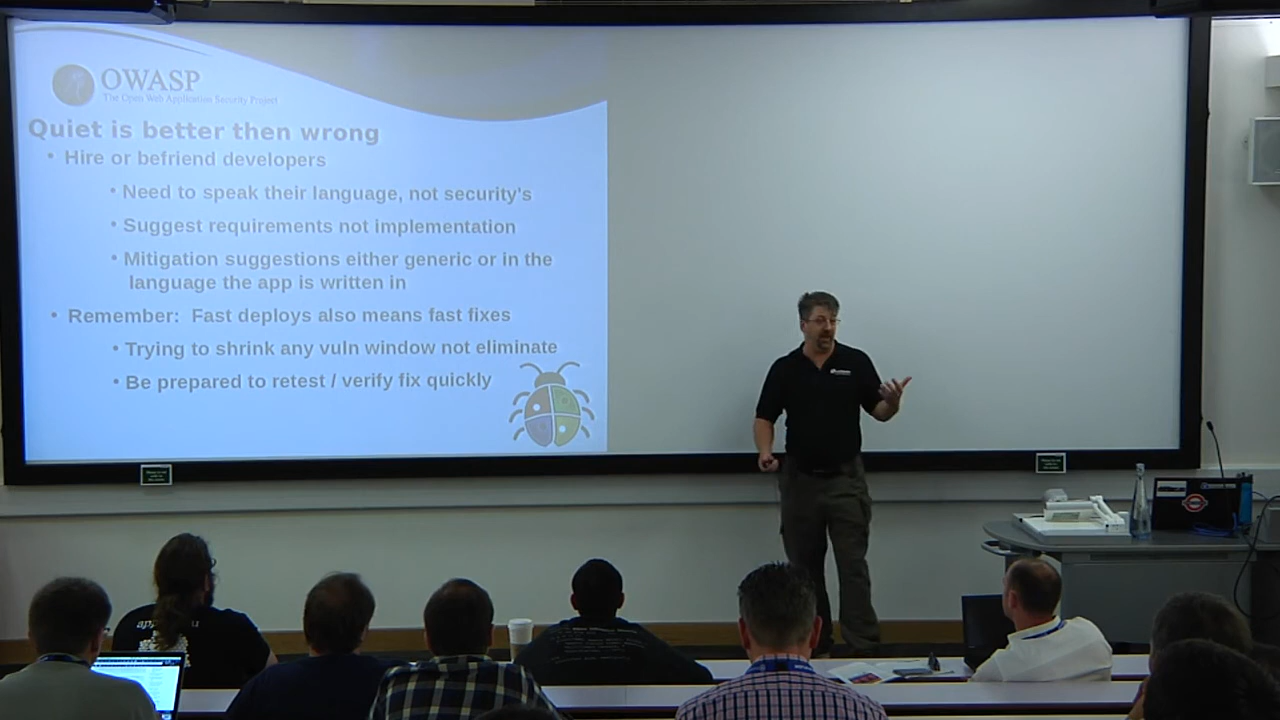 OWASP
The Open Web Application Security Project
Quiet is better then wrong
• Hire or befriend developers
• Need to speak their language, not security's
• Suggest requirements not implementation
• Mitigation suggestions either generic or in the
language the app is written in
• Remember: Fast deploys also means fast fixes
• Trying to shrink any vuln window not eliminate
• Be prepared to retest / verify fix quickly